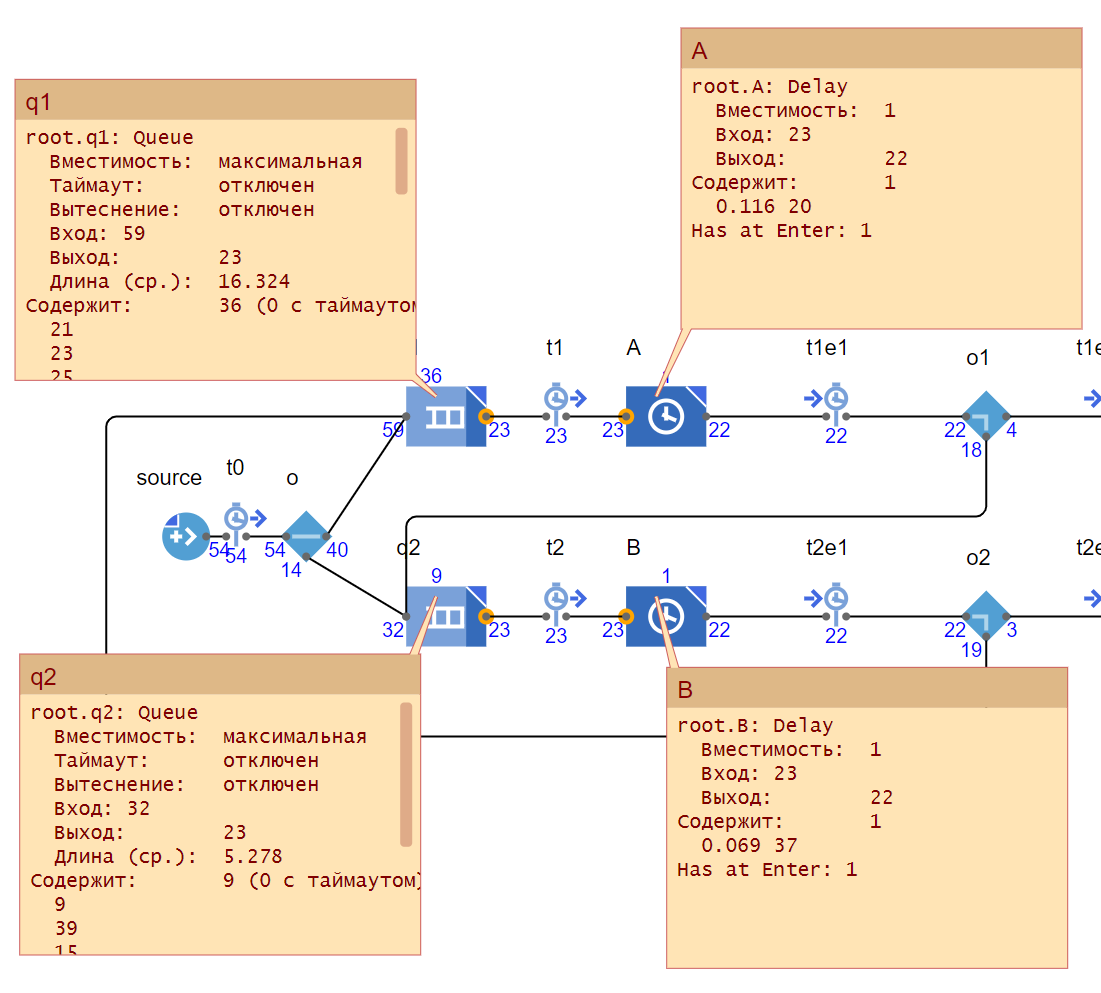 A
root.A: Delay
Вместимость: 1
Вход: 23
Выход: 22
Содержит: 1
0.116 20
Has at Enter: 1
q1
root.q1: Queue
Вместимость: максимальная
Таймаут: отключен
Вытеснение: отключен
Вход: 59
Выход: 23
Длина (ср.): 16.324
Содержит: 36 (0 с таймаутом
21
23
25
t1
A
t1e1
o1
t1e
36
59
23
23
23
22
22
22
4
18
source
t0
o
54
54
54
40
14
q2
t2
B
t2e1
o2
t2e
9
1
32
23
23
23
22
22
22
3
19
q2
root.q2: Queue
Вместимость: максимальная
Таймаут: отключен
Вытеснение: отключен
Вход: 32
Выход: 23
Длина (ср.): 5.278
Содержит: 9 (0 с таймаутом)
9
39
15
B
root.B: Delay
Вместимость: 1
Вход: 23
Выход: 22
Содержит: 1
0.069 37
Has at Enter: 1